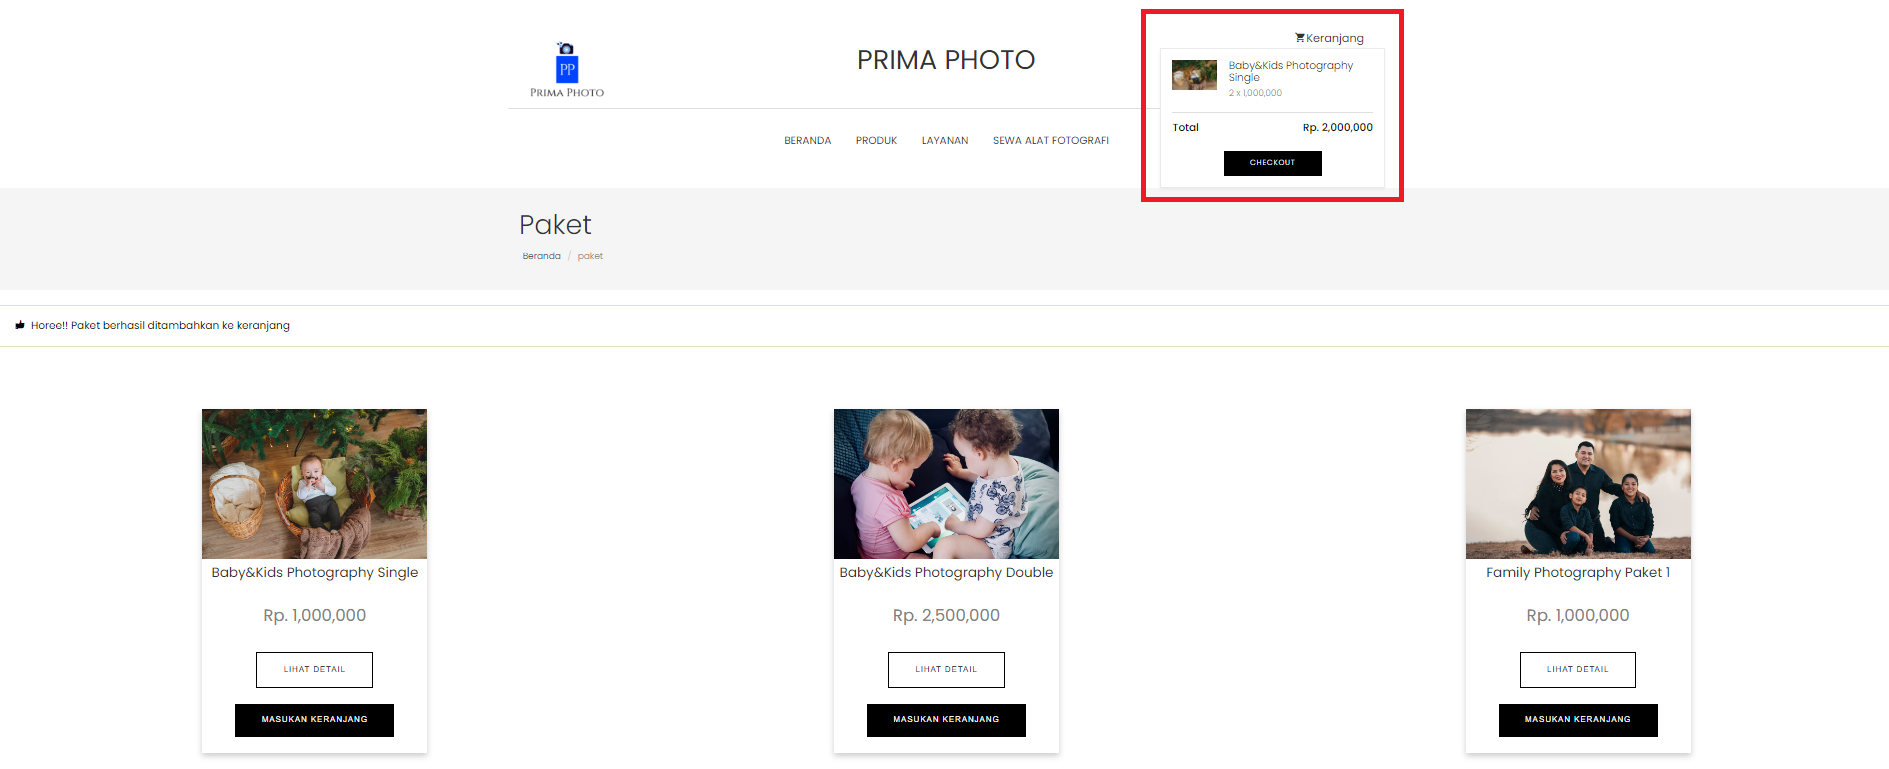 PP
PRIMA PHOTO
PRIMA PHOTO
Keranjang
Baby&Kids Photography
Single
2 x 1,000,000
Total Rp. 2,000,000
CHECKOUT
BERANDA PRODUK LAYANAN SEWA ALAT FOTOGRAFI
Paket
Beranda / paket
Horee!! Paket berhasil ditambahkan ke keranjang
Baby&Kids Photography Single
Rp. 1,000,000
LIHAT DETAIL
MASUKAN KERANJANG
Baby&Kids Photography Double
Rp. 2,500,000
LIHAT DETAIL
MASUKAN KERANJANG
Family Photography Paket 1
Rp. 1,000,000
LIHAT DETAIL
MASUKAN KERANJANG